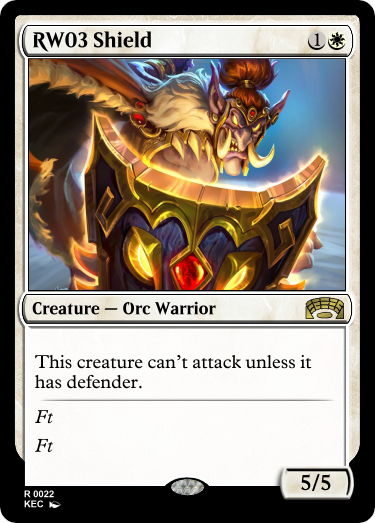 RW03 Shield
1
Creature — Orc Warrior
This creature can't attack unless it
has defender.
Ft
Ft
5/5
R 0022
KEC